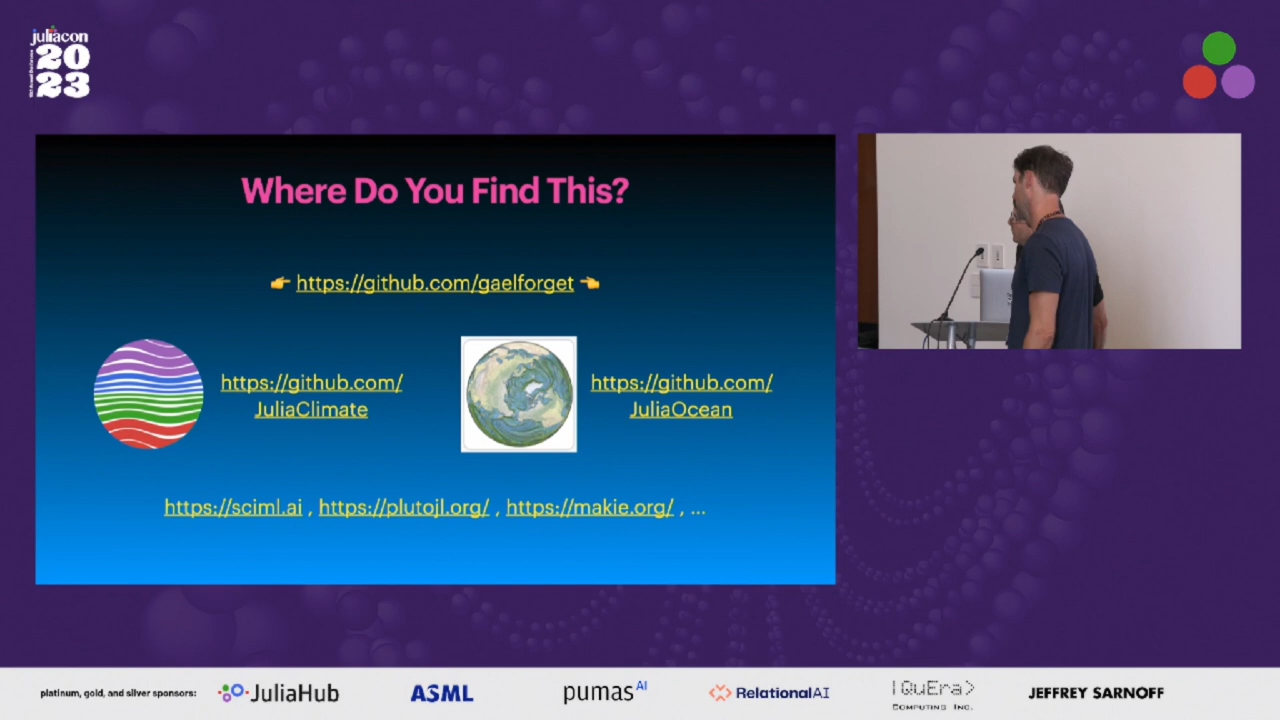 juliacon
20
23
Where Do You Find This?
👉 https://github.com/gaelforget 👈
https://github.com/
JuliaClimate
https://github.com/
JuliaOcean
https://sciml.ai , https://plutojl.org/ , https://makie.org/ , ...
platinum, gold, and silver sponsors:
JuliaHub
ASML
pumas AI
RelationalAI
|QuEra>
COMPUTING INC.
JEFFREY SARNOFF